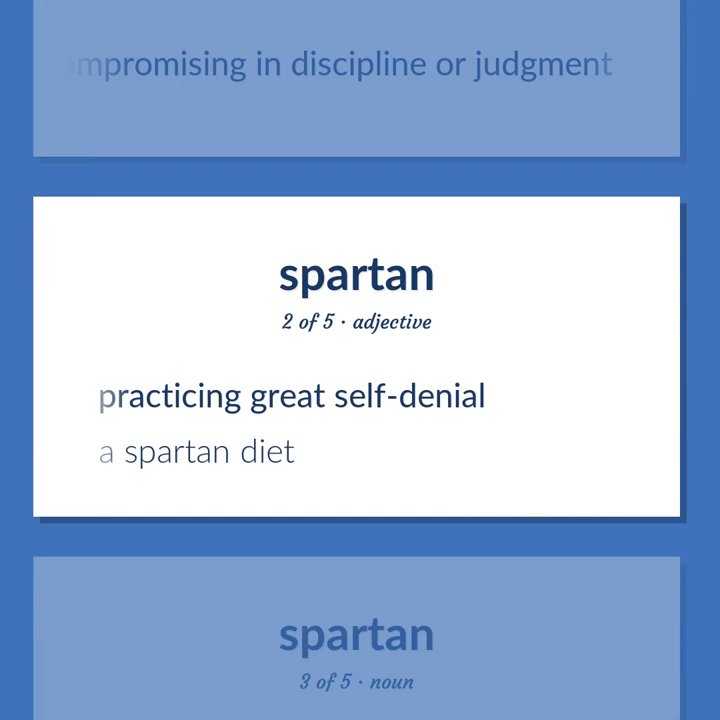 mpromising in discipline or judgment
spartan
2 of 5 · adjective
practicing great self-denial
a spartan diet
spartan
3 of 5 · noun